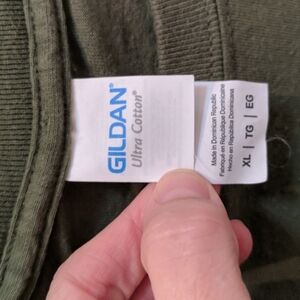 GILDAN®
Ultra Cotton®
Made in Dominican Republic
Fabriqué en République Dominicaine
Hecho en República Dominicana
XL | TG | EG